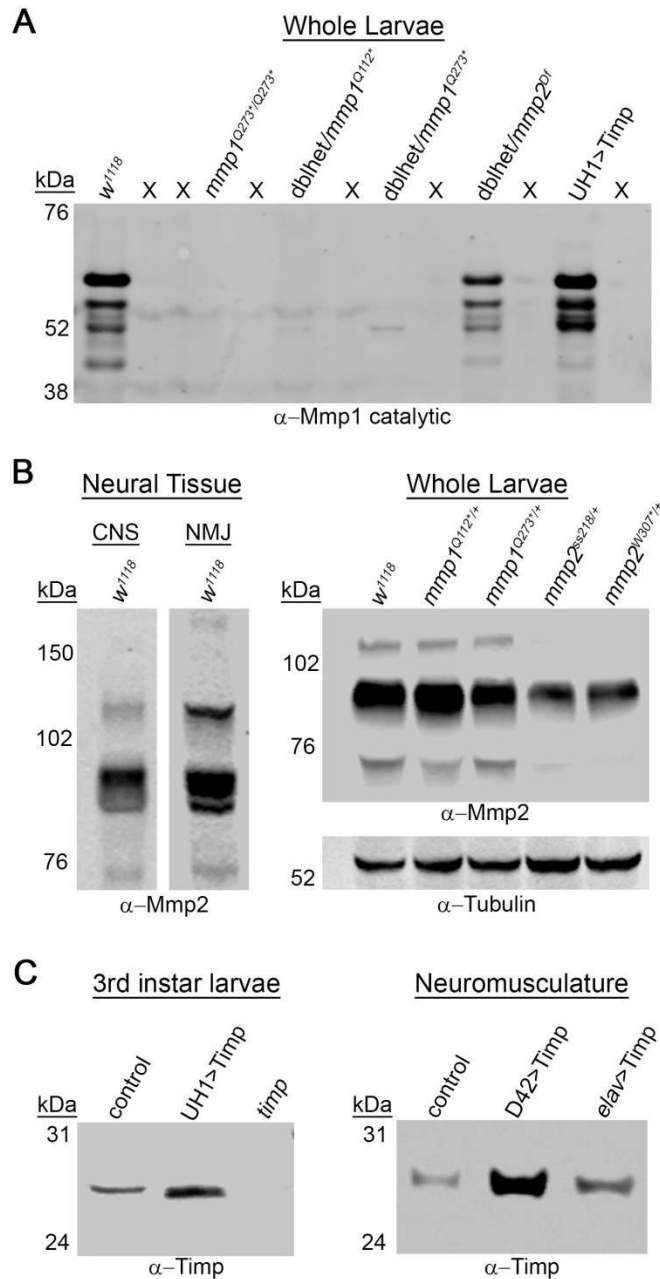 A
Whole Larvae
kDa
w1118
X
X
mmp1Q273*/Q273*
X
dblhet/mmp1Q112*
X
dblhet/mmp1Q273*
X
dblhet/mmp2Df
X
UH1>Timp
X
76
52
38
α–Mmp1 catalytic
B
Neural Tissue
CNS
NMJ
kDa
w1118
w1118
150
102
76
α–Mmp2
Whole Larvae
kDa
w1118
mmp1Q112*/+
mmp1Q273*/+
mmp2ss218/+
mmp2W307*/+
102
76
α–Mmp2
52
α–Tubulin
C
3rd instar larvae
kDa
control
UH1>Timp
timp
31
24
α–Timp
Neuromusculature
kDa
control
D42>Timp
elav>Timp
31
24
α–Timp